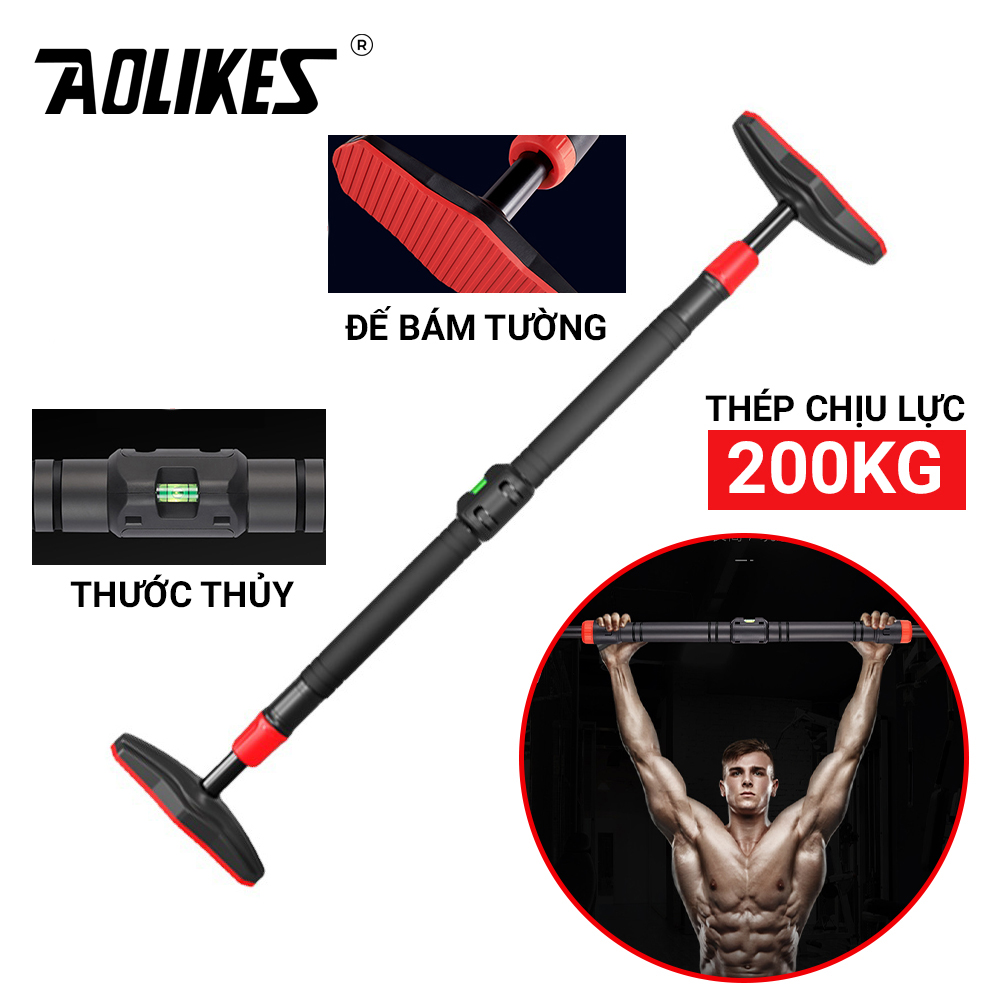 AOLIKES ®
ĐẾ BÁM TƯỜNG
THÉP CHỊU LỰC
200KG
THƯỚC THỦY